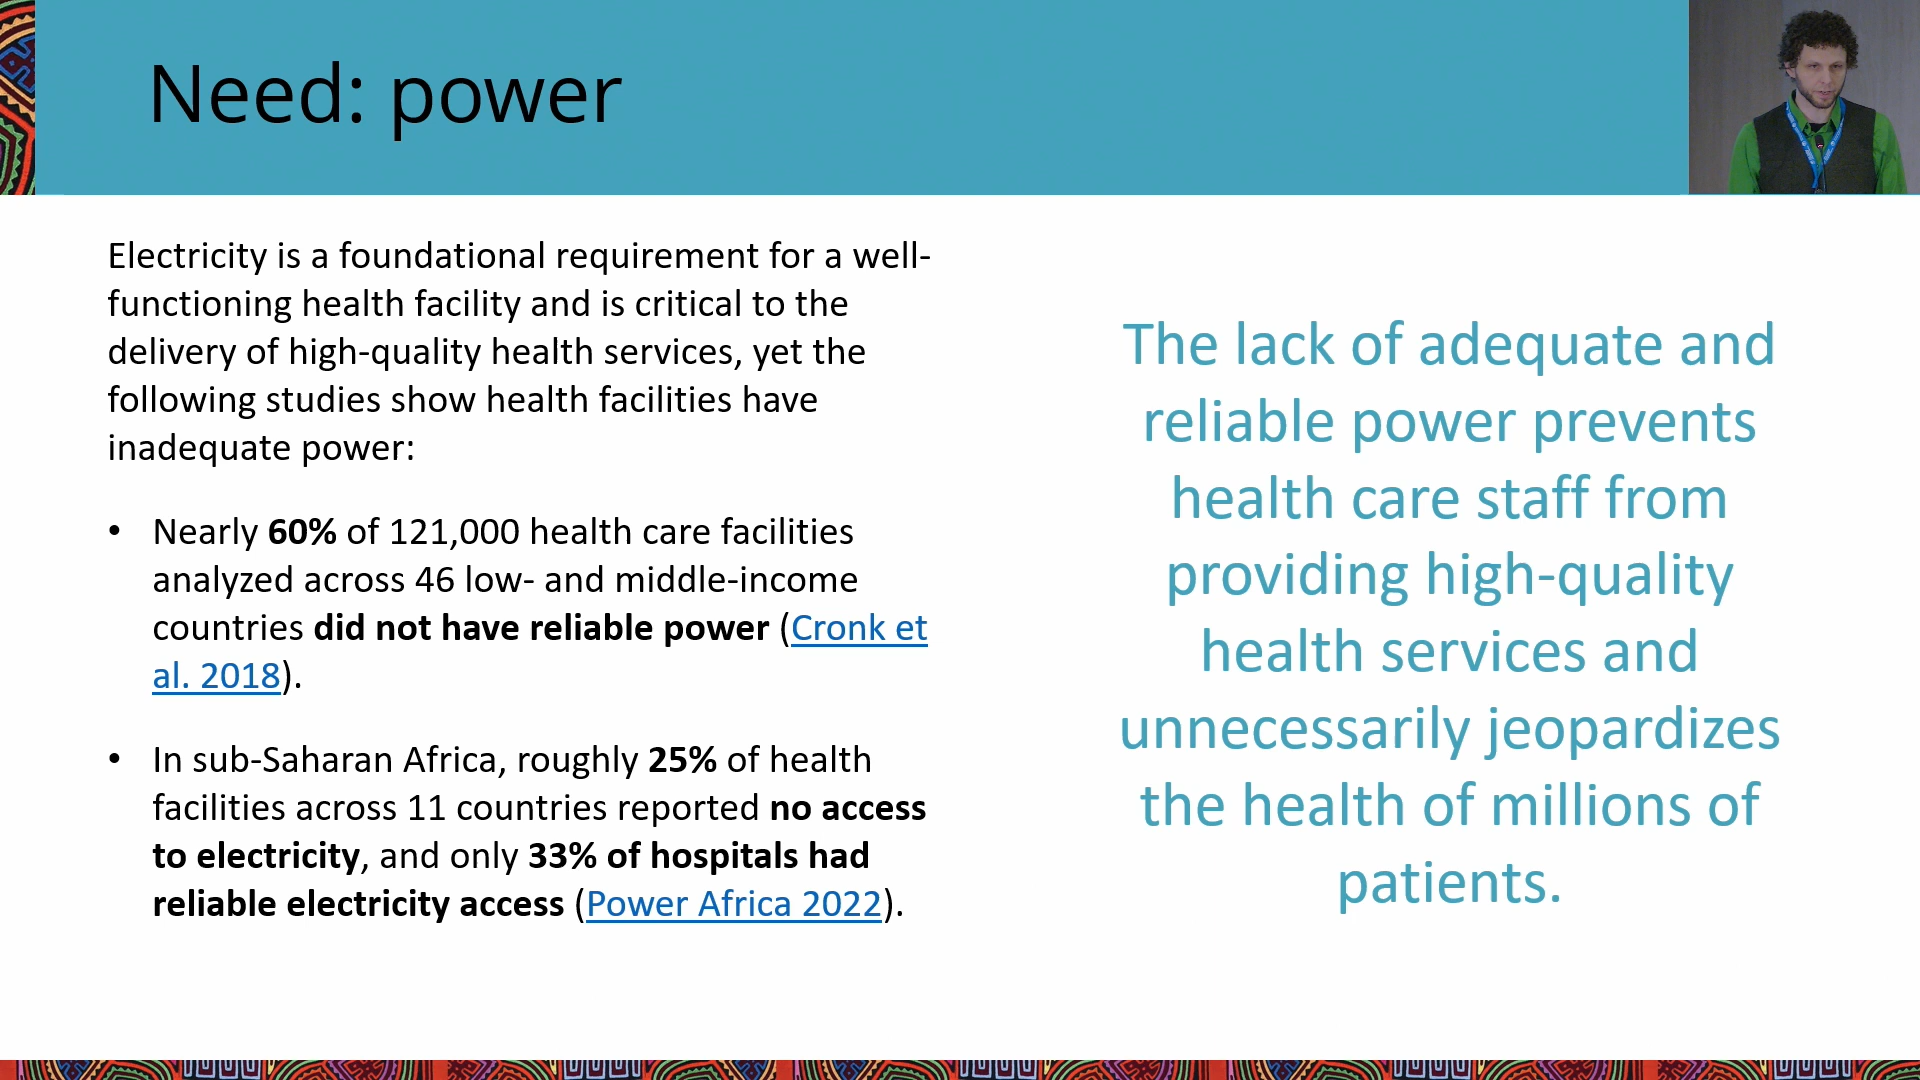 Need: power
Electricity is a foundational requirement for a well-
functioning health facility and is critical to the
delivery of high-quality health services, yet the
following studies show health facilities have
inadequate power:
• Nearly 60% of 121,000 health care facilities
analyzed across 46 low- and middle-income
countries did not have reliable power (Cronk et
al. 2018).
• In sub-Saharan Africa, roughly 25% of health
facilities across 11 countries reported no access
to electricity, and only 33% of hospitals had
reliable electricity access (Power Africa 2022).
The lack of adequate and
reliable power prevents
health care staff from
providing high-quality
health services and
unnecessarily jeopardizes
the health of millions of
patients.